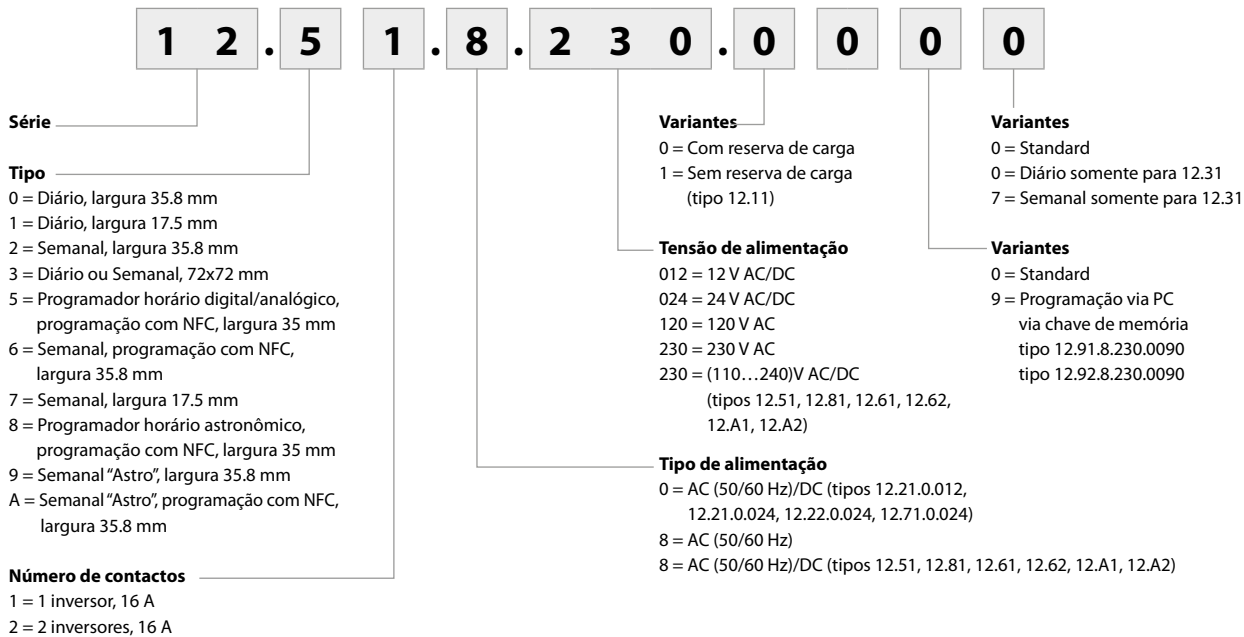 12.51.8.230.0000
Série
Tipo
0 = Diário, largura 35.8 mm
1 = Diário, largura 17.5 mm
2 = Semanal, largura 35.8 mm
3 = Diário ou Semanal, 72x72 mm
5 = Programador horário digital/analógico,
programação com NFC, largura 35 mm
6 = Semanal, programação com NFC,
largura 35.8 mm
7 = Semanal, largura 17.5 mm
8 = Programador horário astronômico,
programação com NFC, largura 35 mm
9 = Semanal “Astro”, largura 35.8 mm
A = Semanal “Astro”, programação com NFC,
largura 35.8 mm
Número de contactos
1 = 1 inversor, 16 A
2 = 2 inversores, 16 A
Variantes
0 = Com reserva de carga
1 = Sem reserva de carga
(tipo 12.11)
Tensão de alimentação
012 = 12 V AC/DC
024 = 24 V AC/DC
120 = 120 V AC
230 = 230 V AC
230 = (110…240)V AC/DC
(tipos 12.51, 12.81, 12.61, 12.62,
12.A1, 12.A2)
Tipo de alimentação
0 = AC (50/60 Hz)/DC (tipos 12.21.0.012,
12.21.0.024, 12.22.0.024, 12.71.0.024)
8 = AC (50/60 Hz)
8 = AC (50/60 Hz)/DC (tipos 12.51, 12.81, 12.61, 12.62, 12.A1, 12.A2)
Variantes
0 = Standard
0 = Diário somente para 12.31
7 = Semanal somente para 12.31
Variantes
0 = Standard
9 = Programação via PC
via chave de memória
tipo 12.91.8.230.0090
tipo 12.92.8.230.0090